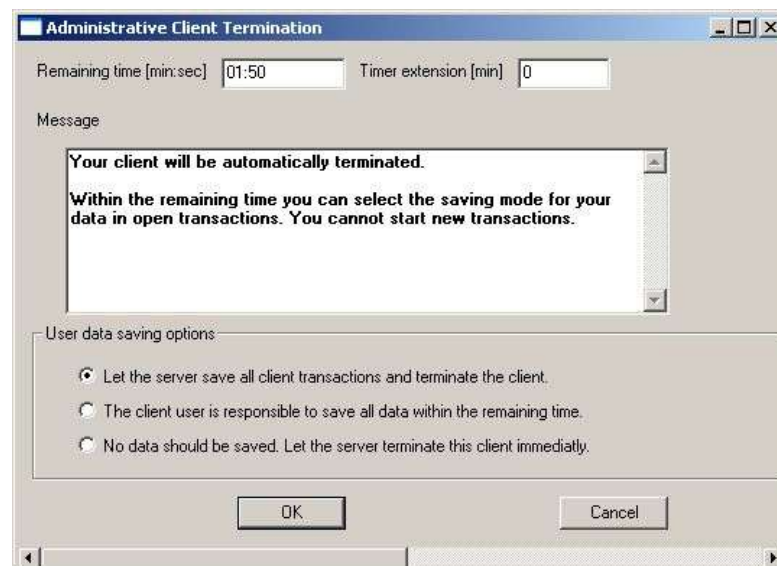 Administrative Client Termination
Remaining time [min:sec] 01:50 Timer extension [min] 0
Message
Your client will be automatically terminated.
Within the remaining time you can select the saving mode for your
data in open transactions. You cannot start new transactions.
User data saving options
Let the server save all client transactions and terminate the client.
The client user is responsible to save all data within the remaining time.
No data should be saved. Let the server terminate this client immediatly.
OK Cancel